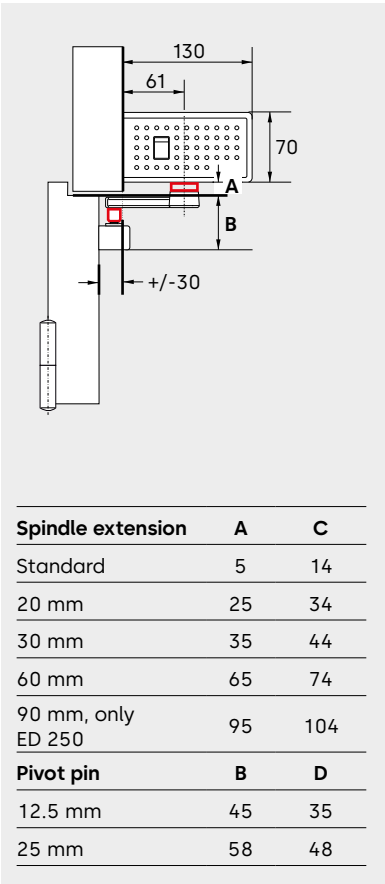 130
61
70
A
B
+/-30
Spindle extension A C
Standard 5 14
20 mm 25 34
30 mm 35 44
60 mm 65 74
90 mm, only
ED 250 95 104
Pivot pin B D
12.5 mm 45 35
25 mm 58 48